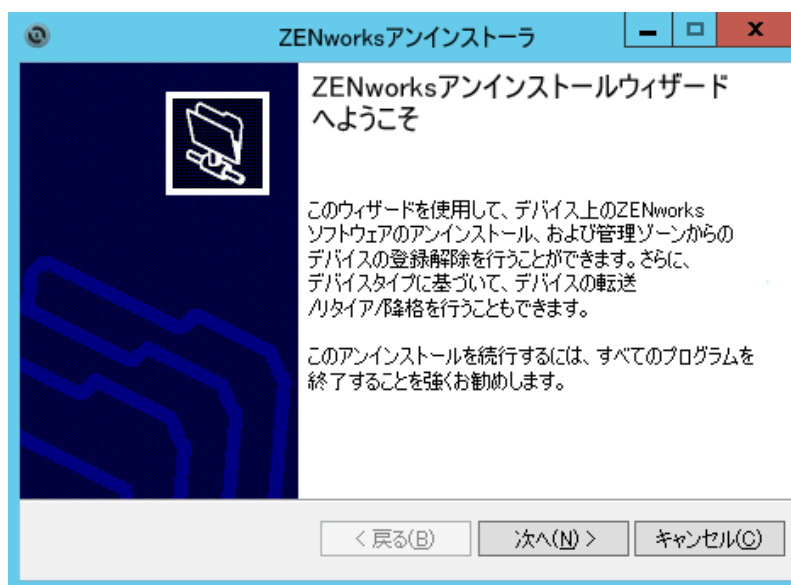 ZENworksアンインストーラ
ZENworksアンインストールウィザード
へようこそ
このウィザードを使用して、デバイス上のZENworks
ソフトウェアのアンインストール、および管理ゾーンからの
デバイスの登録解除を行うことができます。さらに、
デバイスタイプに基づいて、デバイスの転送
/リタイア/降格を行うこともできます。
このアンインストールを続行するには、すべてのプログラムを
終了することを強くお勧めします。
< 戻る(B)
次へ(N) >
キャンセル(C)